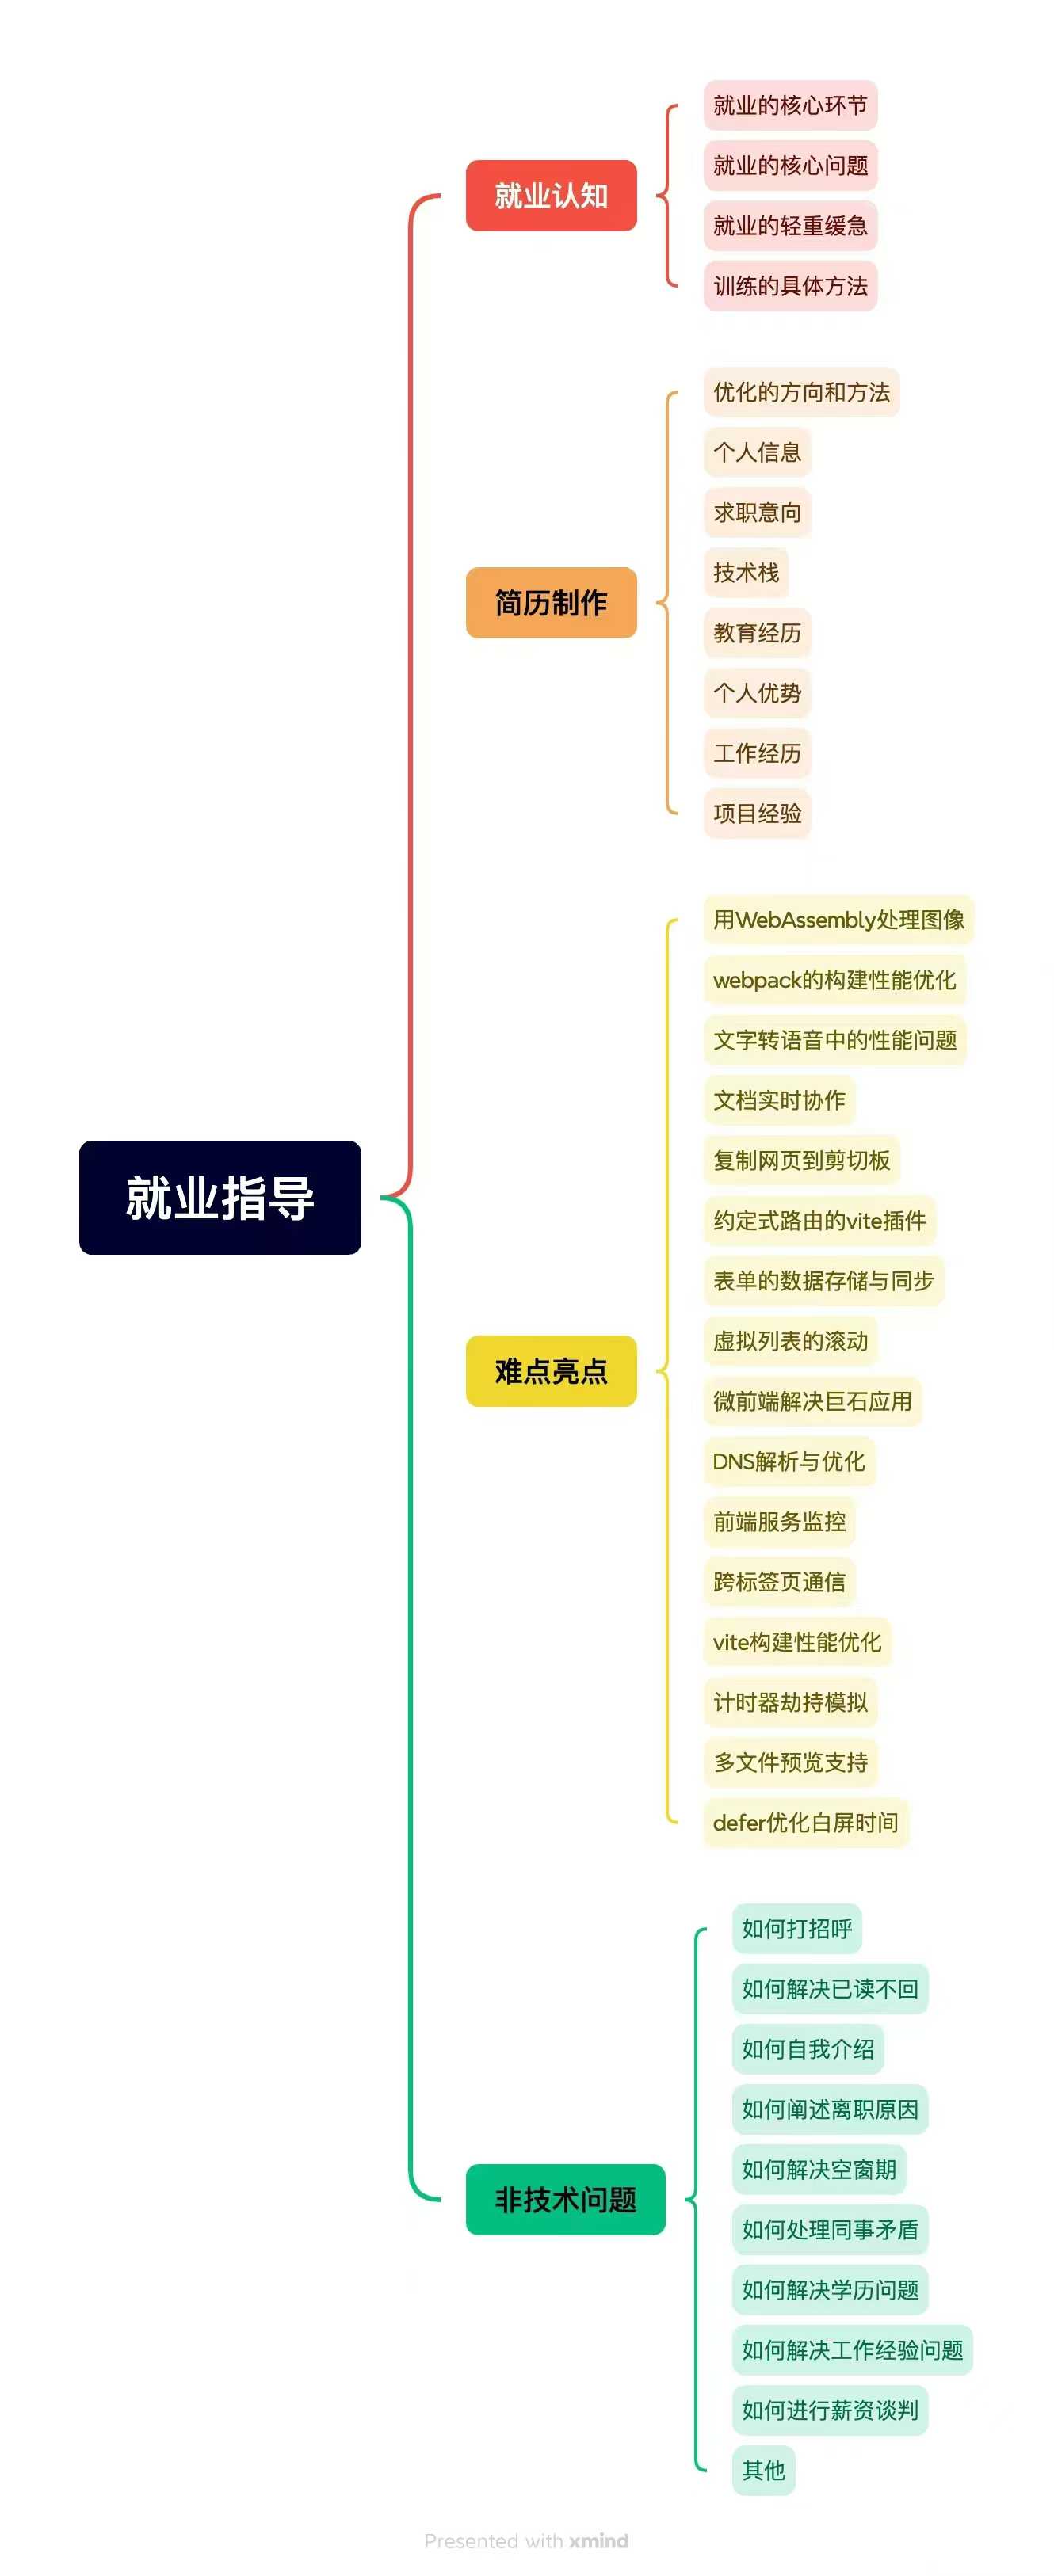 就业指导
就业认知
就业的核心环节
就业的核心问题
就业的轻重缓急
训练的具体方法
简历制作
优化的方向和方法
个人信息
求职意向
技术栈
教育经历
个人优势
工作经历
项目经验
难点亮点
用WebAssembly处理图像
webpack的构建性能优化
文字转语音中的性能问题
文档实时协作
复制网页到剪切板
约定式路由的vite插件
表单的数据存储与同步
虚拟列表的滚动
微前端解决巨石应用
DNS解析与优化
前端服务监控
跨标签页通信
vite构建性能优化
计时器劫持模拟
多文件预览支持
defer优化白屏时间
非技术问题
如何打招呼
如何解决已读不回
如何自我介绍
如何阐述离职原因
如何解决空窗期
如何处理同事矛盾
如何解决学历问题
如何解决工作经验问题
如何进行薪资谈判
其他
Presented with xmind